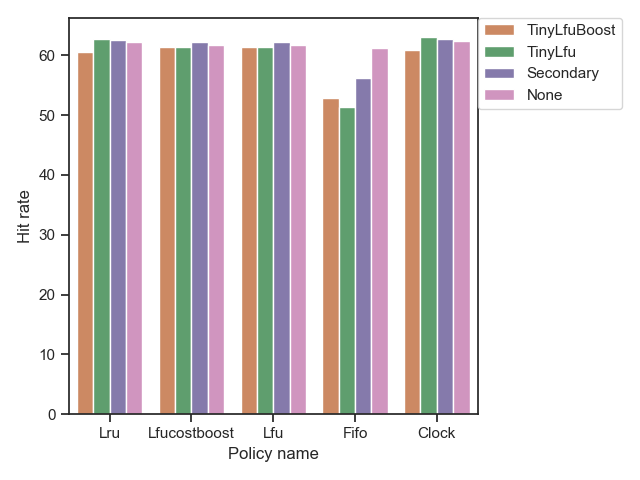 TinyLfuBoost
TinyLfu
Secondary
None
Hit rate
60
50
40
30
20
10
0
Lru Lfucostboost Lfu Fifo Clock
Policy name